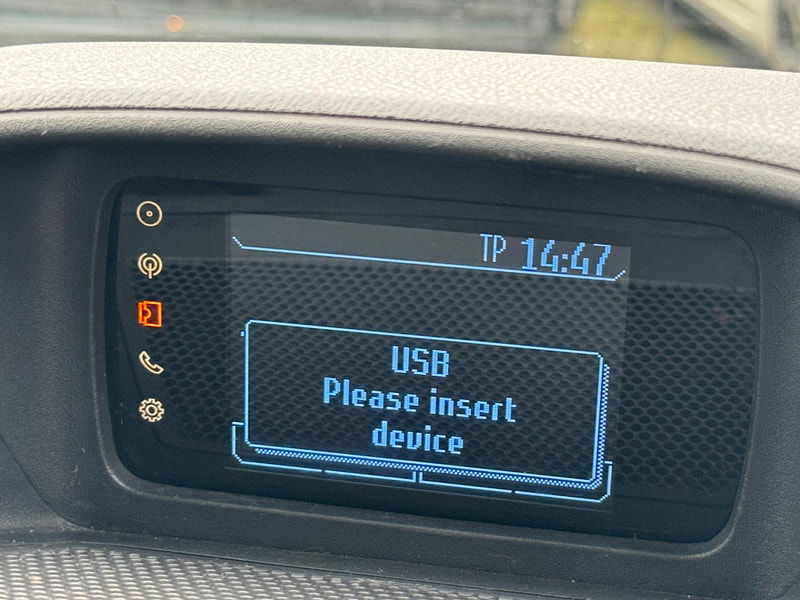 TP 14:47
USB
Please insert
device